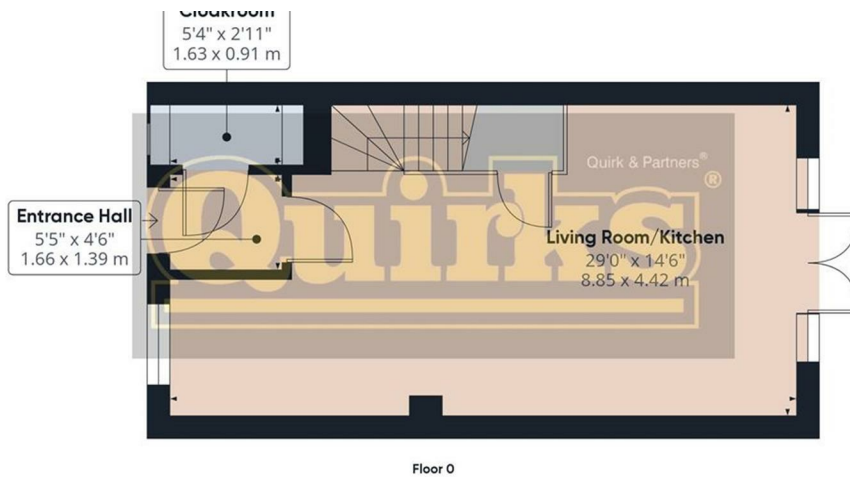 Cloakroom
5'4" x 2'11"
1.63 x 0.91 m
Quirk & Partners®
Quirks®
Entrance Hall
5'5" x 4'6"
1.66 x 1.39 m
Living Room/Kitchen
29'0" x 14'6"
8.85 x 4.42 m
Floor 0